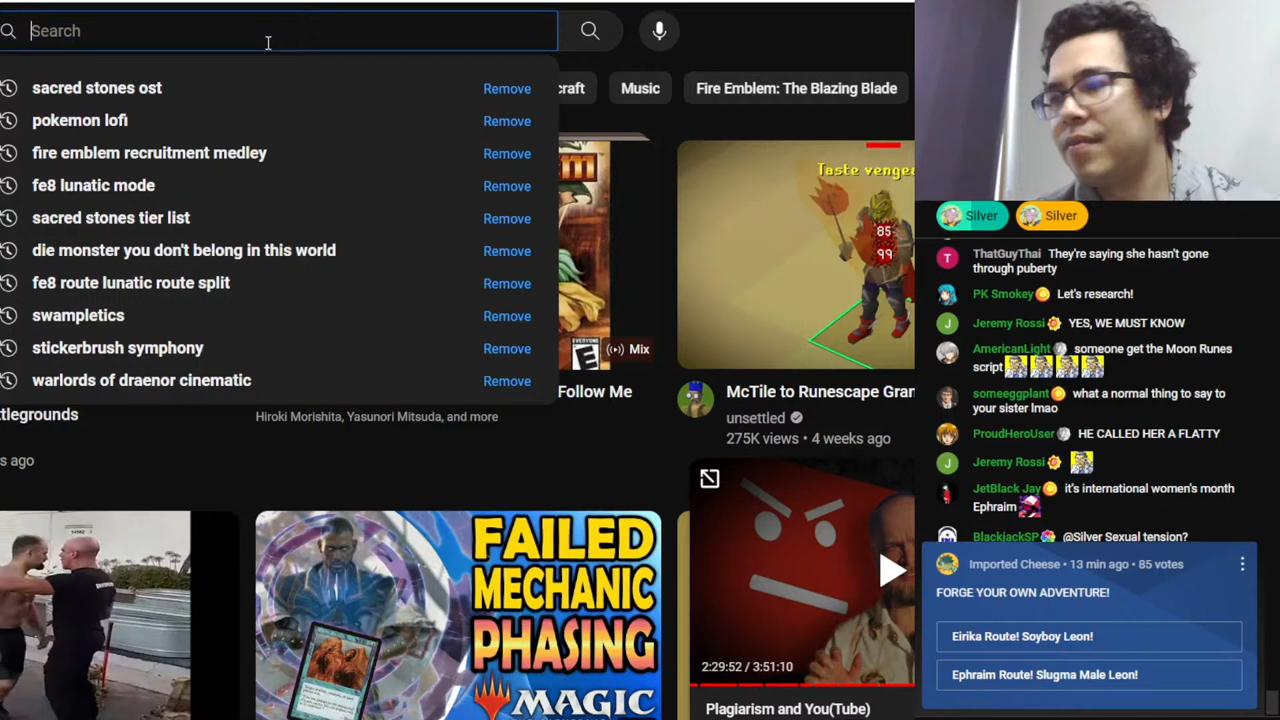 Search
sacred stones ost
Remove
pokemon lofi
Remove
fire emblem recruitment medley
Remove
fe8 lunatic mode
Remove
sacred stones tier list
Remove
die monster you don't belong in this world
Remove
fe8 route lunatic route split
Remove
swampletics
Remove
stickerbrush symphony
Remove
warlords of draenor cinematic
Remove
craft
Music
Fire Emblem: The Blazing Blade
EVERYONE
E
Mix
Follow Me
ttlegrounds
Hiroki Morishita, Yasunori Mitsuda, and more
s ago
Taste venge
85
99
McTile to Runescape Gran
unsettled
275K views • 4 weeks ago
FAILED
MECHANIC
PHASING
MAGIC
2:29:52 / 3:51:10
Plagiarism and You(Tube)
Silver
Silver
T
ThatGuyThai They're saying she hasn't gone
through puberty
PK Smokey Let's research!
J
Jeremy Rossi YES, WE MUST KNOW
AmericanLight someone get the Moon Runes
script
someeggplant what a normal thing to say to
your sister lmao
ProudHeroUser HE CALLED HER A FLATTY
J
Jeremy Rossi
JetBlack Jay it's international women's month
Ephraim
BlackjackSP @Silver Sexual tension?
Imported Cheese • 13 min ago • 85 votes
FORGE YOUR OWN ADVENTURE!
Eirika Route! Soyboy Leon!
Ephraim Route! Slugma Male Leon!